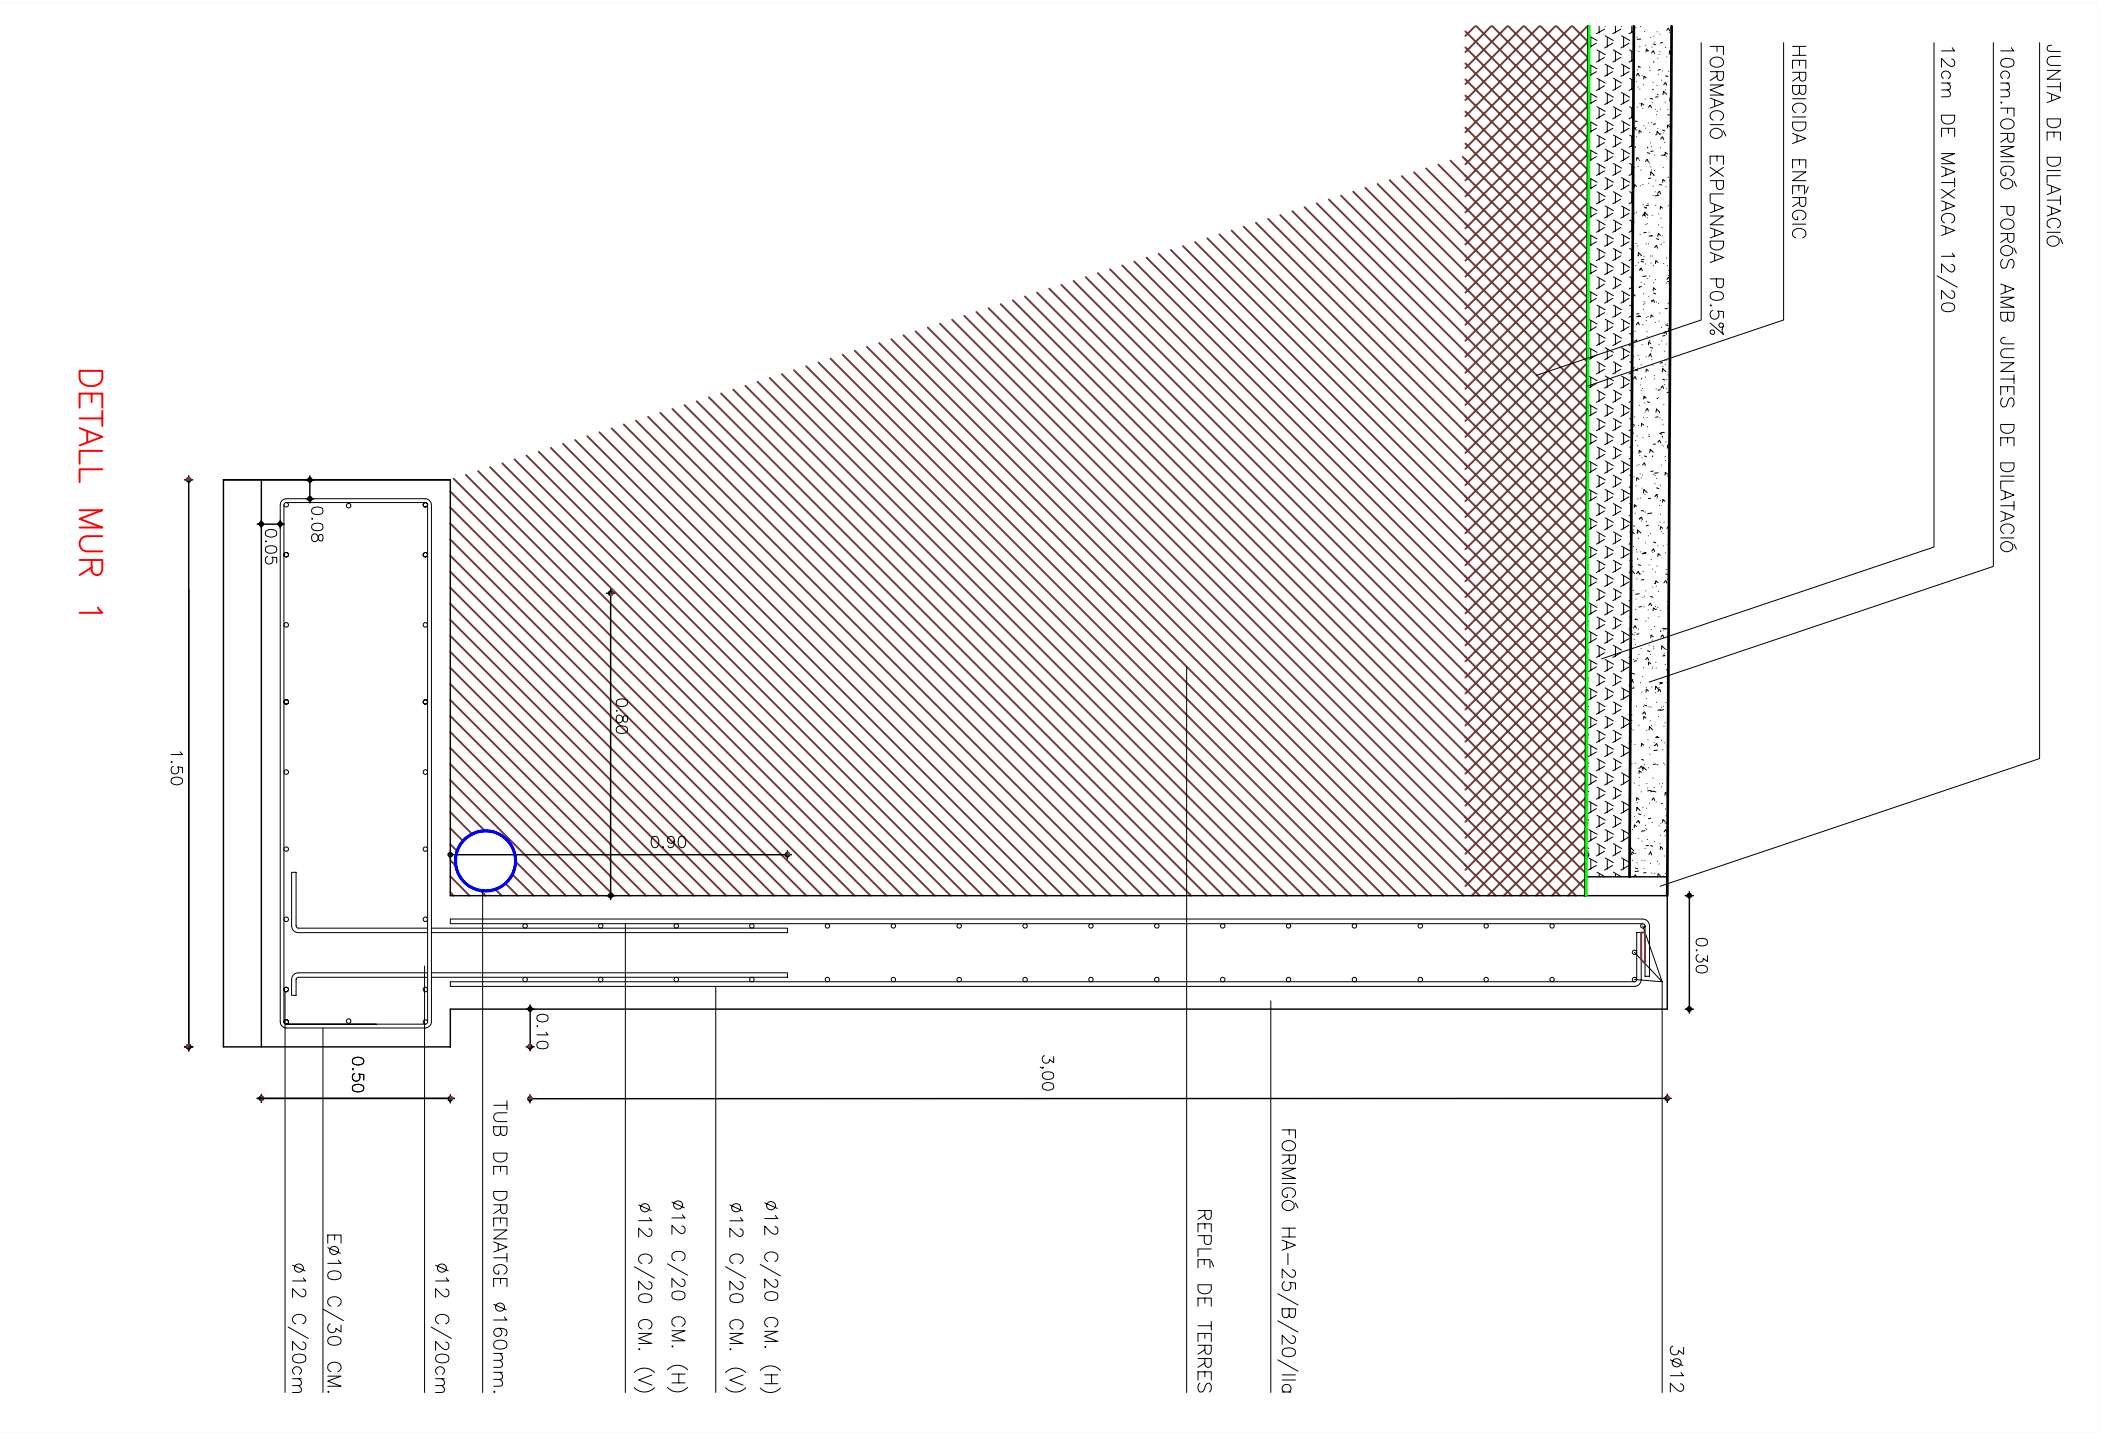 JUNTA DE DILATACIÓ
10cm.FORMIGÓ PORÓS AMB JUNTES DE DILATACIÓ
12cm DE MATXACA 12/20
HERBICIDA ENÈRGIC
FORMACIÓ EXPLANADA P0.5%
3Ø12
0.30
FORMIGÓ HA-25/B/20/IIa
REPLÉ DE TERRES
3,00
Ø12 C/20 CM. (H)
Ø12 C/20 CM. (V)
Ø12 C/20 CM. (H)
Ø12 C/20 CM. (V)
0.90
0.80
0.10
TUB DE DRENATGE Ø160mm.
Ø12 C/20cm
0.50
EØ10 C/30 CM.
Ø12 C/20cm
0.08
0.05
1.50
DETALL MUR 1